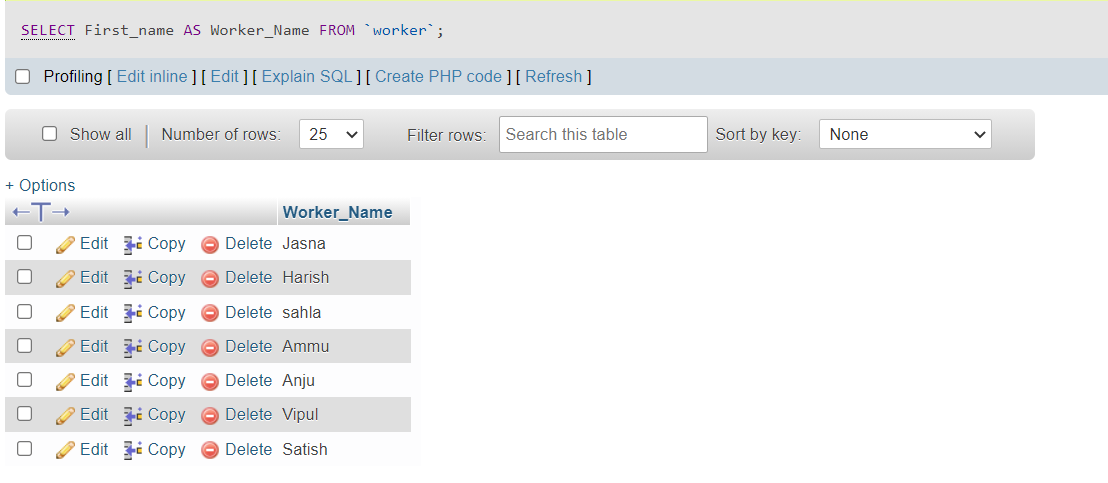 SELECT First_name AS Worker_Name FROM `worker`;
Profiling [ Edit inline ] [ Edit ] [ Explain SQL ] [ Create PHP code ] [ Refresh ]
Show all | Number of rows: 25 Filter rows: Search this table Sort by key: None
+ Options
←T→ Worker_Name
Edit Copy Delete Jasna
Edit Copy Delete Harish
Edit Copy Delete sahla
Edit Copy Delete Ammu
Edit Copy Delete Anju
Edit Copy Delete Vipul
Edit Copy Delete Satish